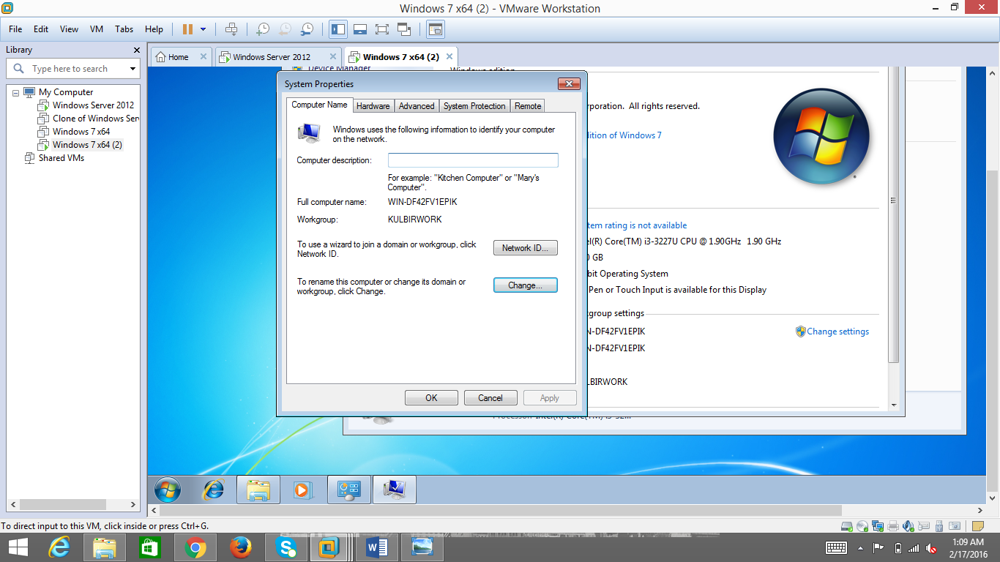 Windows 7 x64 (2) - VMware Workstation
File Edit View VM Tabs Help
Library
Type here to search
My Computer
Windows Server 2012
Clone of Windows Ser
Windows 7 x64
Windows 7 x64 (2)
Shared VMs
Home
Windows Server 2012
Windows 7 x64 (2)
Device Manager
Windows edition
System Properties
Computer Name
Hardware
Advanced
System Protection
Remote
Windows uses the following information to identify your computer
on the network.
Computer description:
For example: "Kitchen Computer" or "Mary's
Computer".
Full computer name: WIN-DF42FV1EPIK
Workgroup: KULBIRWORK
To use a wizard to join a domain or workgroup, click
Network ID.
Network ID...
To rename this computer or change its domain or
workgroup, click Change.
Change...
OK
Cancel
Apply
rporation. All rights reserved.
dition of Windows 7
tem rating is not available
el(R) Core(TM) i3-3227U CPU @ 1.90GHz 1.90 GHz
0 GB
bit Operating System
Pen or Touch Input is available for this Display
kgroup settings
N-DF42FV1EPIK
Change settings
N-DF42FV1EPIK
LBIRWORK
Processor: Intel(R) Core(TM) i3-32...
To direct input to this VM, click inside or press Ctrl+G.
1:09 AM
2/17/2016